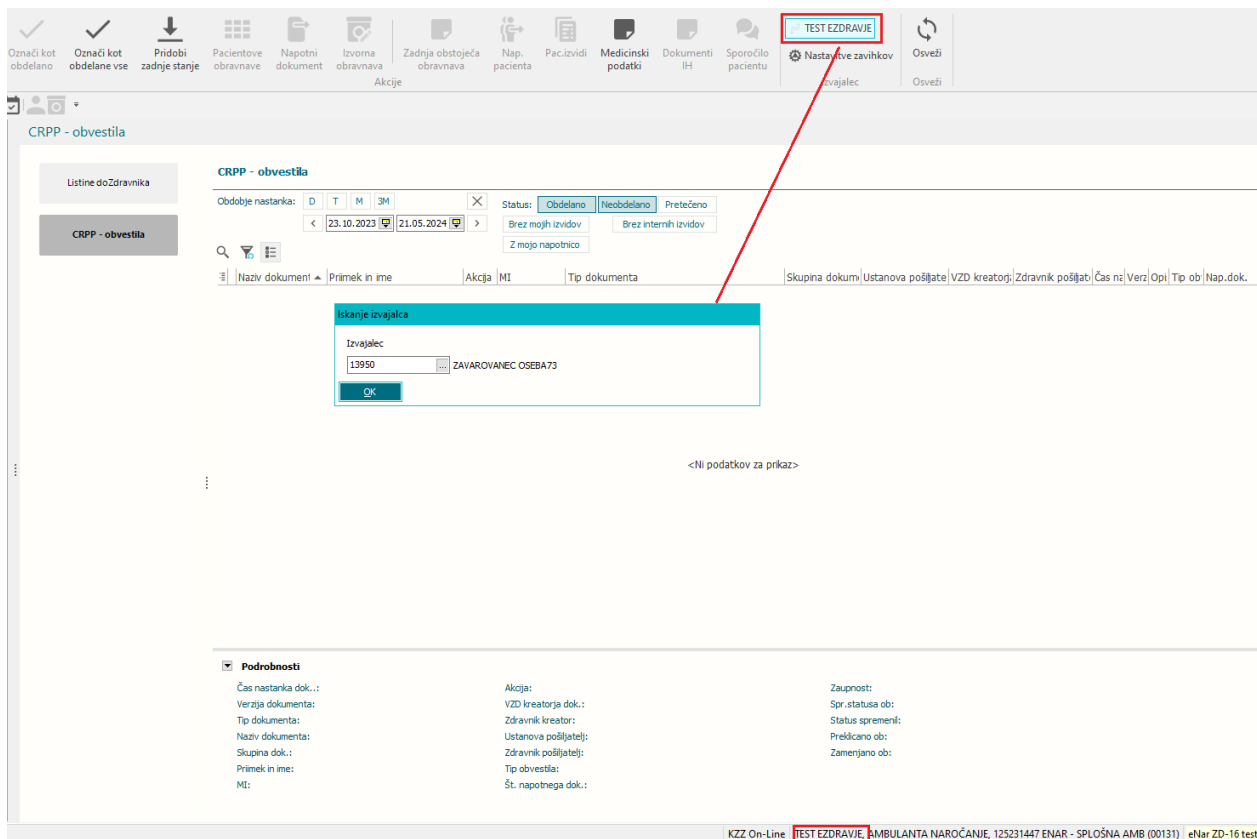 Označi kot obdelano
Označi kot obdelane vse
Pridobi zadnje stanje
Pacientove obravnave
Napotni dokument
Izvorna obravnava
Zadnja obstoječa obravnava
Nap. pacienta
Pac.izvidi
Medicinski podatki
Dokumenti IH
Sporočilo pacientu
Akcije
TEST EZDRAVJE
Nastavitve zavihkov
Izvajalec
Osveži
Osveži
CRPP - obvestila
Listine doZdravnika
CRPP - obvestila
CRPP - obvestila
Obdobje nastanka: D T M 3M
23.10.2023 21.05.2024
Status: Obdelano Neobdelano Pretečeno
Brez mojih izvidov Brez internih izvidov
Z mojo napotnico
Naziv dokument Priimek in ime Akcija MI Tip dokumenta Skupina dokum Ustanova pošiljate VZD kreatorj Zdravnik pošiljat Čas na Verz Opi Tip ob Nap.dok.
Iskanje izvajalca
Izvajalec
13950 ... ZAVAROVANEC OSEBA73
OK
<Ni podatkov za prikaz>
Podrobnosti
Čas nastanka dok..:
Verzija dokumenta:
Tip dokumenta:
Naziv dokumenta:
Skupina dok.:
Priimek in ime:
MI:
Akcija:
VZD kreatorja dok.:
Zdravnik kreator:
Ustanova pošiljatelj:
Zdravnik pošiljatelj:
Tip obvestila:
Št. napotnega dok.:
Zaupnost:
Spr.statusa ob:
Status spremenil:
Preklicano ob:
Zamenjano ob:
KZZ On-Line TEST EZDRAVJE, AMBULANTA NAROČANJE, 125231447 ENAR - SPLOŠNA AMB (00131) eNar ZD-16 test